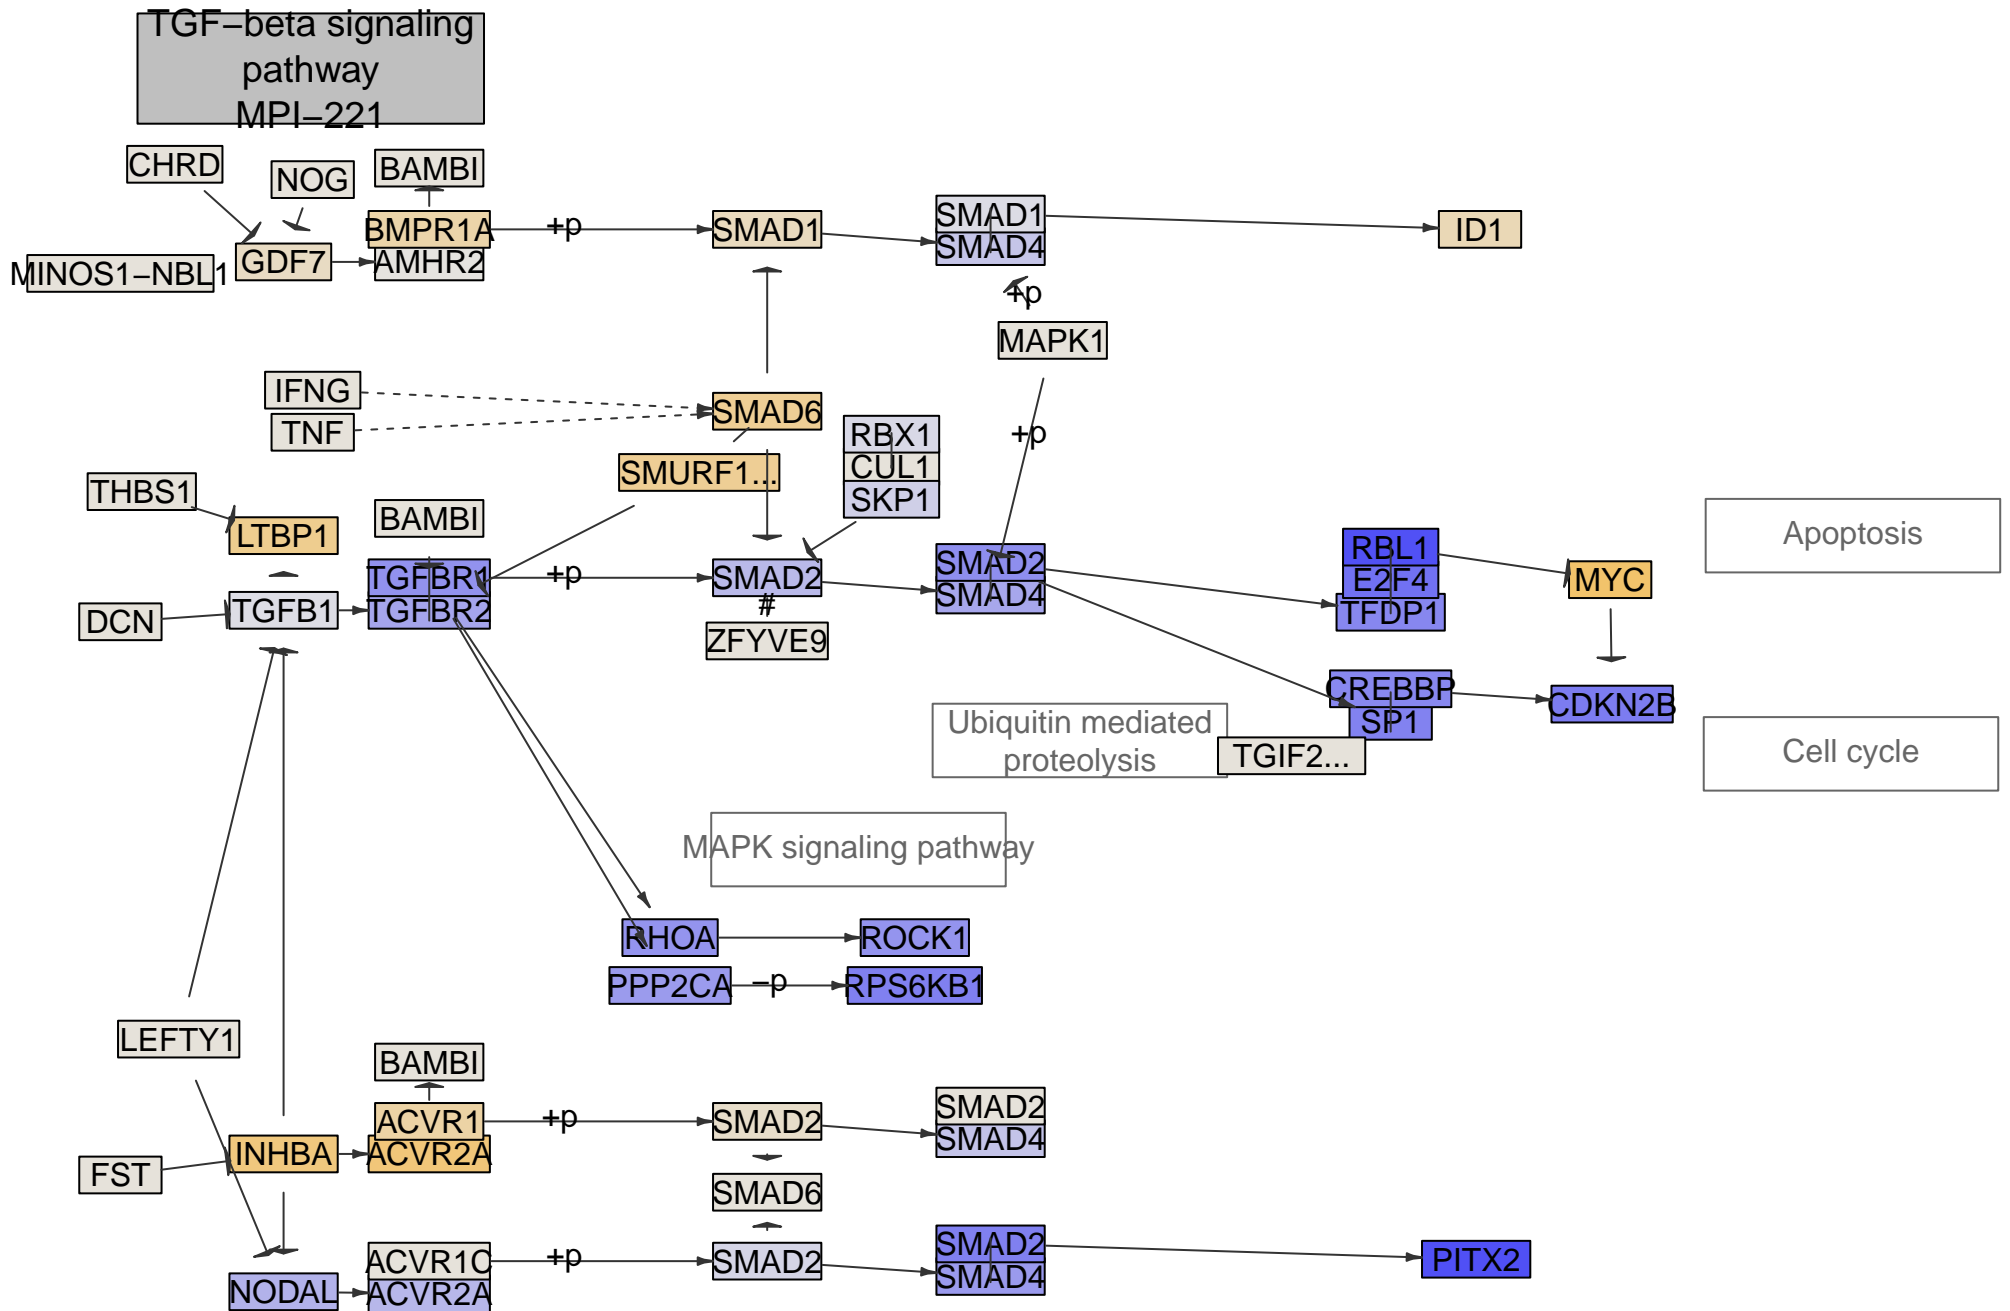 TGF−beta signaling
pathway
MPI−221
CHRD
NOG
BAMBI
MINOS1−NBL1
GDF7
BMPR1A
AMHR2
+p
SMAD1
SMAD1
SMAD4
ID1
+p
MAPK1
IFNG
TNF
SMAD6
RBX1
CUL1
SKP1
+p
SMURF1...
THBS1
LTBP1
BAMBI
DCN
TGFB1
TGFBR1
TGFBR2
+p
SMAD2
#
ZFYVE9
SMAD2
SMAD4
RBL1
E2F4
TFDP1
MYC
Apoptosis
CREBBP
SP1
CDKN2B
Ubiquitin mediated
proteolysis
TGIF2...
Cell cycle
MAPK signaling pathway
RHOA
ROCK1
PPP2CA
−p
RPS6KB1
LEFTY1
BAMBI
FST
INHBA
ACVR1
ACVR2A
+p
SMAD2
SMAD2
SMAD4
SMAD6
NODAL
ACVR1C
ACVR2A
+p
SMAD2
SMAD2
SMAD4
PITX2